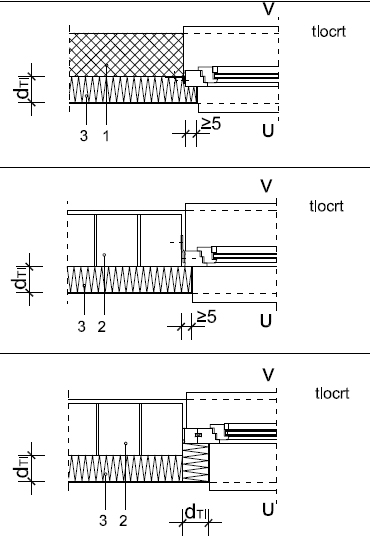 V
tlocrt
dTI
≥5
3 1
U
V
tlocrt
dTI
≥5
3 2
U
V
tlocrt
dTI
3 2
dTI
U